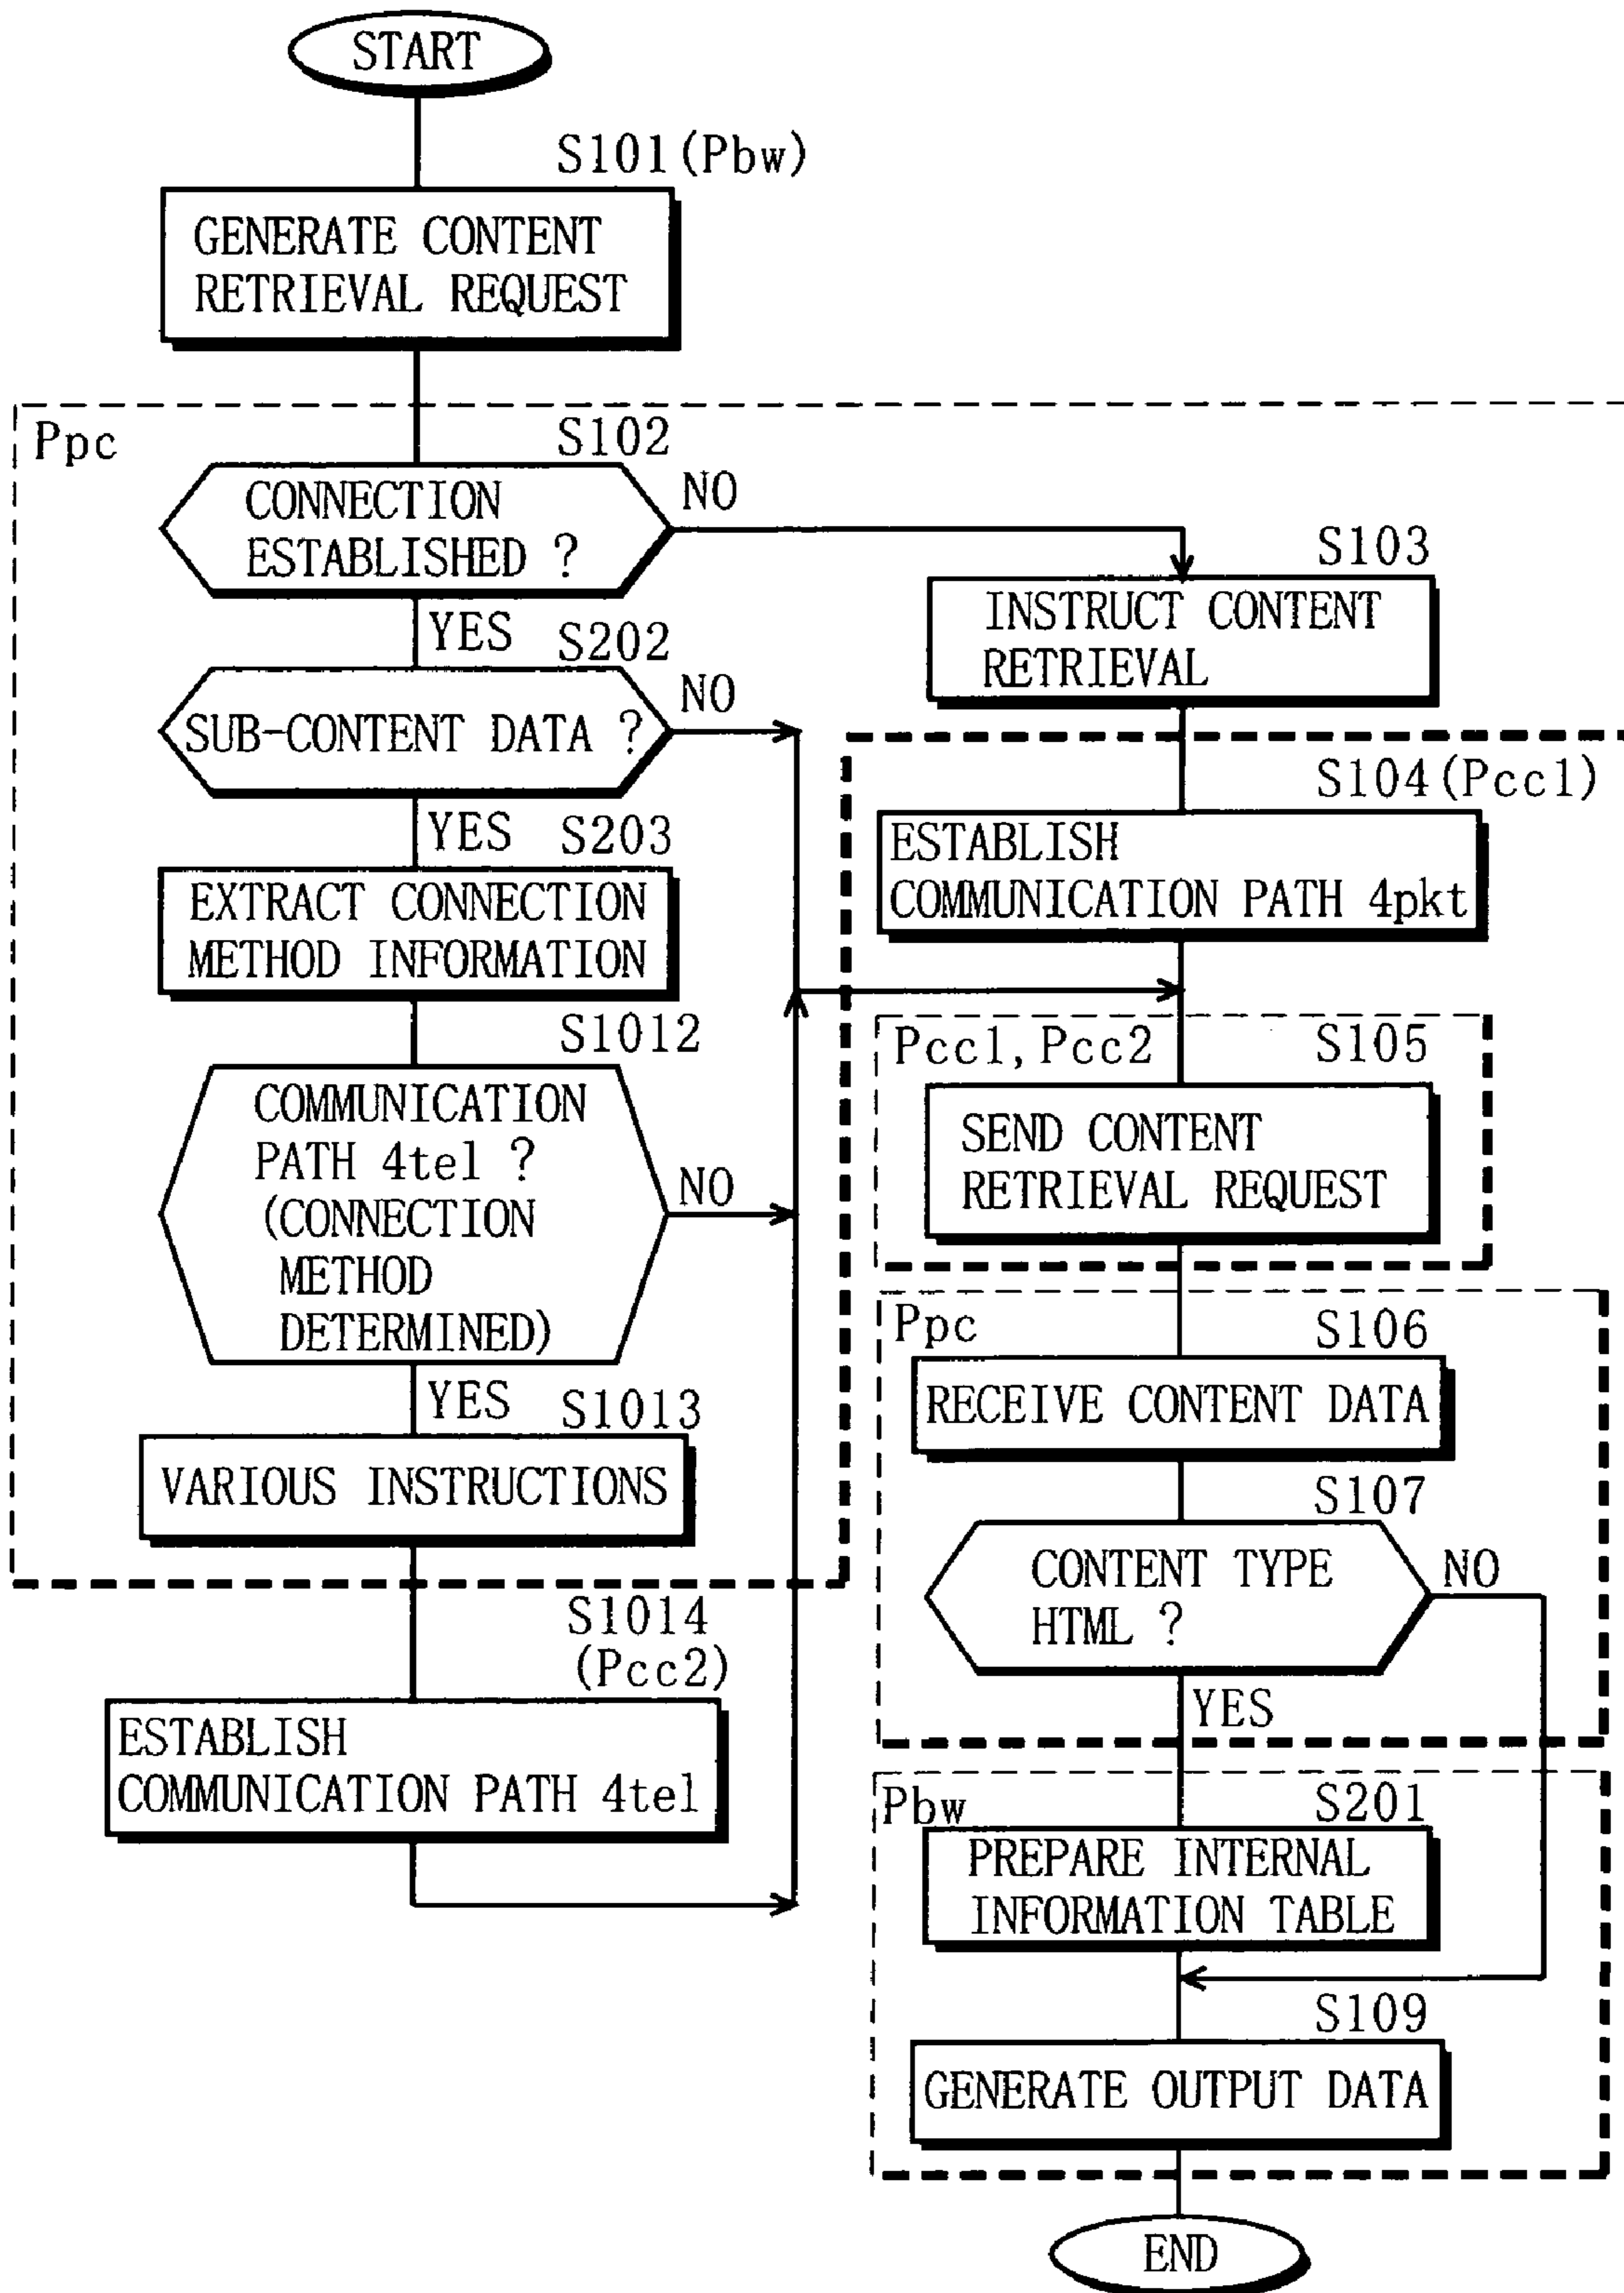 START
S101(Pbw)
GENERATE CONTENT
RETRIEVAL REQUEST
Ppc
S102
CONNECTION
ESTABLISHED ?
NO
YES
S202
SUB-CONTENT DATA ?
NO
YES
S203
EXTRACT CONNECTION
METHOD INFORMATION
S1012
COMMUNICATION
PATH 4tel ?
(CONNECTION
METHOD
DETERMINED)
NO
YES
S1013
VARIOUS INSTRUCTIONS
S1014
(Pcc2)
ESTABLISH
COMMUNICATION PATH 4tel
S103
INSTRUCT CONTENT
RETRIEVAL
S104(Pcc1)
ESTABLISH
COMMUNICATION PATH 4pkt
Pcc1,Pcc2
S105
SEND CONTENT
RETRIEVAL REQUEST
Ppc
S106
RECEIVE CONTENT DATA
S107
CONTENT TYPE
HTML ?
NO
YES
Pbw
S201
PREPARE INTERNAL
INFORMATION TABLE
S109
GENERATE OUTPUT DATA
END